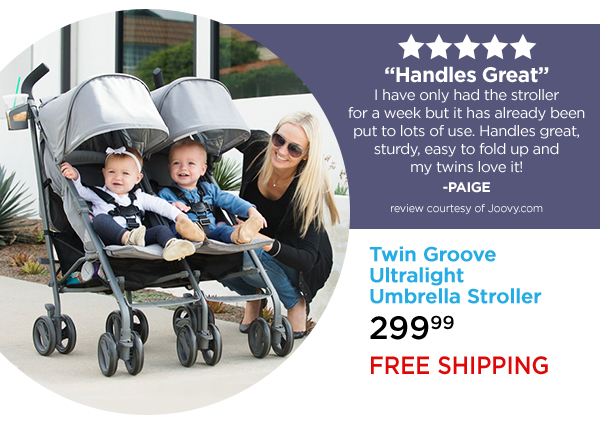 “Handles Great”
I have only had the stroller
for a week but it has already been
put to lots of use. Handles great,
sturdy, easy to fold up and
my twins love it!
-PAIGE
review courtesy of Joovy.com
Twin Groove
Ultralight
Umbrella Stroller
299⁹⁹
FREE SHIPPING